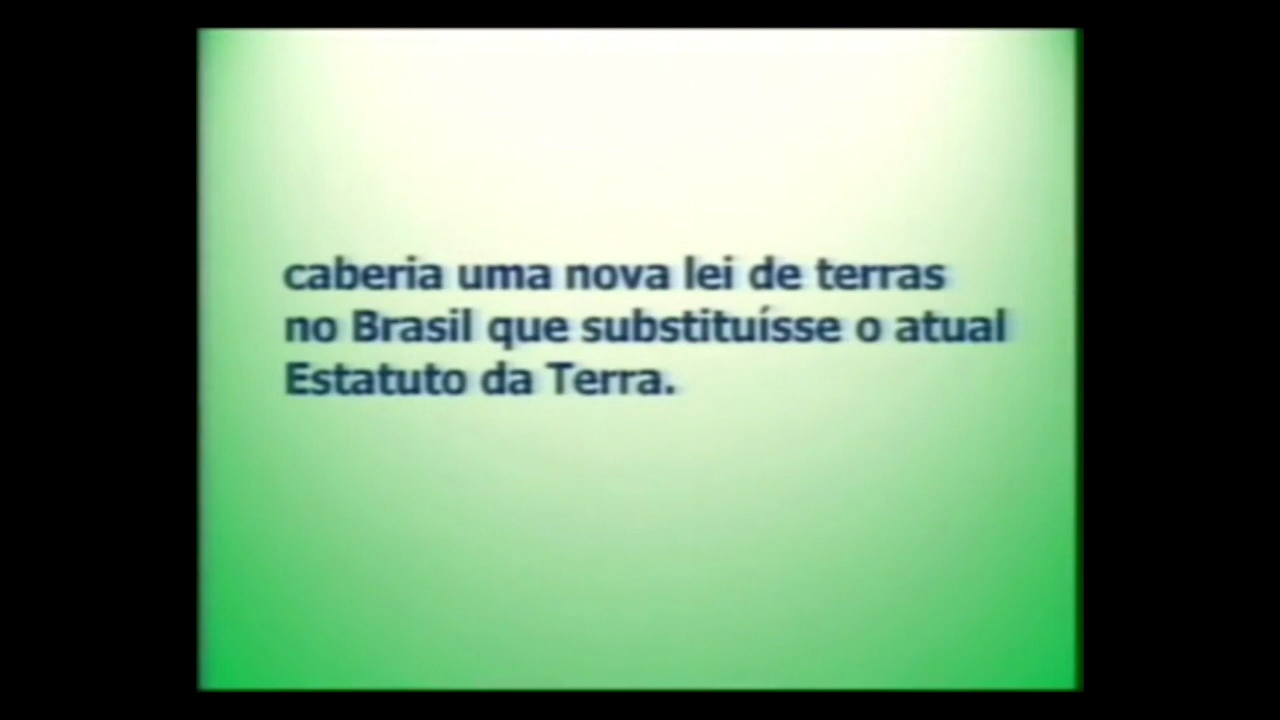 caberia uma nova lei de terras
no Brasil que substituísse o atual
Estatuto da Terra.